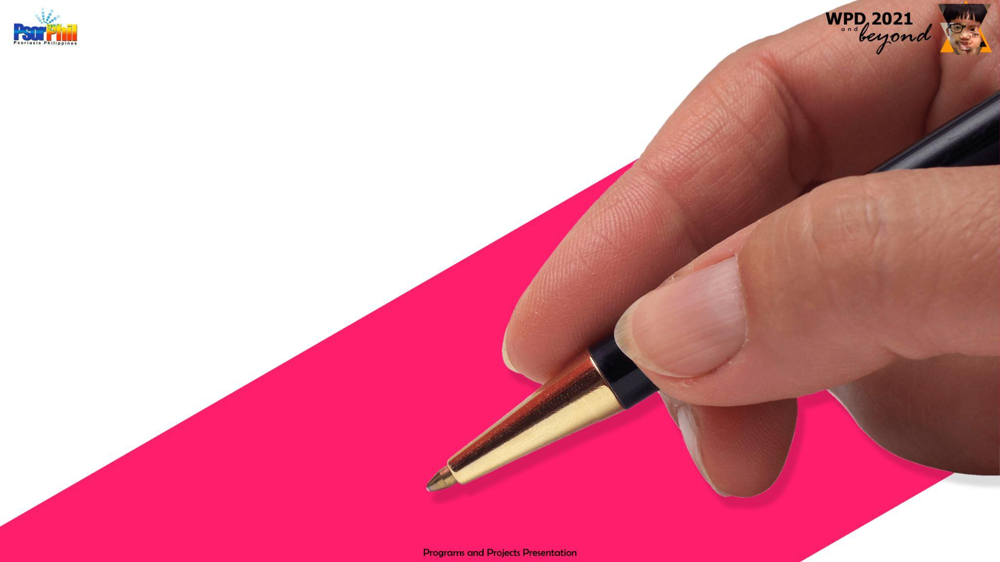 PsorPhil
Psoriasis Philippines
WPD 2021
and beyond
Programs and Projects Presentation